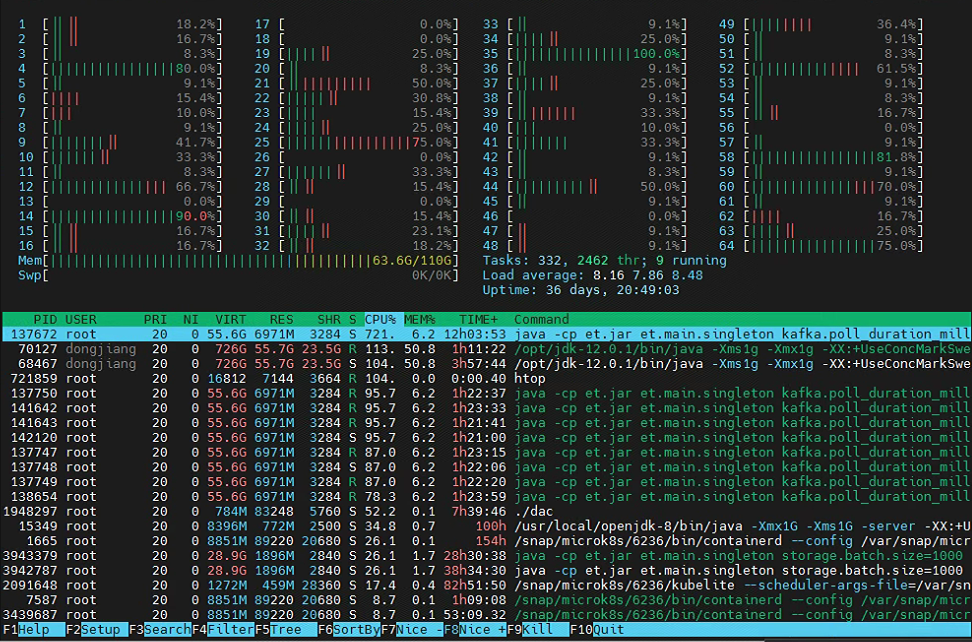 1 [|| || 18.2%] 17 [ 0.0%] 33 [|| 9.1%] 49 [|||||||| 36.4%]
2 [|| || 16.7%] 18 [ 0.0%] 34 [|||| || 25.0%] 50 [|| 9.1%]
3 [|| 8.3%] 19 [|||| || 25.0%] 35 [|||||||||||||||100.0%] 51 [|| 8.3%]
4 [||||||||||||||||80.0%] 20 [|| 8.3%] 36 [|| 9.1%] 52 [|||||||||||||| 61.5%]
5 [|| 9.1%] 21 [||||||||||| 50.0%] 37 [|||| || 25.0%] 53 [|| 9.1%]
6 [|||| 15.4%] 22 [||||| || 30.8%] 38 [|| 9.1%] 54 [|| 8.3%]
7 [||| 10.0%] 23 [|||| 15.4%] 39 [|||||||| 33.3%] 55 [|| || 16.7%]
8 [|| 9.1%] 24 [|||| || 25.0%] 40 [||| 10.0%] 56 [ 0.0%]
9 [||||||| || 41.7%] 25 [||||||||||||||||75.0%] 41 [||||||| 33.3%] 57 [|| 9.1%]
10 [|||||| || 33.3%] 26 [ 0.0%] 42 [|| 9.1%] 58 [||||||||||||||||81.8%]
11 [|| 8.3%] 27 [|||||| || 33.3%] 43 [|| 8.3%] 59 [|| 9.1%]
12 [||||||||||||||| 66.7%] 28 [|| || 15.4%] 44 [||||||||| || 50.0%] 60 [||||||||||||||||70.0%]
13 [ 0.0%] 29 [ 0.0%] 45 [|| 9.1%] 61 [|| 9.1%]
14 [||||||||||||||||90.0%] 30 [|| || 15.4%] 46 [ 0.0%] 62 [|||| 16.7%]
15 [|| || 16.7%] 31 [|||| || 23.1%] 47 [|| 9.1%] 63 [|||| || 25.0%]
16 [|| || 16.7%] 32 [|| || 18.2%] 48 [|| 9.1%] 64 [||||||||||||||||75.0%]
Mem[||||||||||||||||||||||||||||||||||||||||63.6G/110G] Tasks: 332, 2462 thr; 9 running
Swp[ 0K/0K] Load average: 8.16 7.86 8.48
Uptime: 36 days, 20:49:03
PID USER PRI NI VIRT RES SHR S CPU% MEM% TIME+ Command
137672 root 20 0 55.6G 6971M 3284 S 721. 6.2 12h03:53 java -cp et.jar et.main.singleton kafka.poll_duration_mill
70127 dongjiang 20 0 726G 55.7G 23.5G R 113. 50.8 1h11:22 /opt/jdk-12.0.1/bin/java -Xms1g -Xmx1g -XX:+UseConcMarkSwe
68467 dongjiang 20 0 726G 55.7G 23.5G S 104. 50.8 3h57:44 /opt/jdk-12.0.1/bin/java -Xms1g -Xmx1g -XX:+UseConcMarkSwe
721859 root 20 0 16812 7144 3664 R 104. 0.0 0:00.40 htop
137750 root 20 0 55.6G 6971M 3284 R 95.7 6.2 1h22:37 java -cp et.jar et.main.singleton kafka.poll_duration_mill
141642 root 20 0 55.6G 6971M 3284 R 95.7 6.2 1h23:33 java -cp et.jar et.main.singleton kafka.poll_duration_mill
141643 root 20 0 55.6G 6971M 3284 R 95.7 6.2 1h21:41 java -cp et.jar et.main.singleton kafka.poll_duration_mill
142120 root 20 0 55.6G 6971M 3284 S 95.7 6.2 1h21:00 java -cp et.jar et.main.singleton kafka.poll_duration_mill
137747 root 20 0 55.6G 6971M 3284 R 87.0 6.2 1h23:15 java -cp et.jar et.main.singleton kafka.poll_duration_mill
137748 root 20 0 55.6G 6971M 3284 S 87.0 6.2 1h22:06 java -cp et.jar et.main.singleton kafka.poll_duration_mill
137749 root 20 0 55.6G 6971M 3284 R 87.0 6.2 1h22:20 java -cp et.jar et.main.singleton kafka.poll_duration_mill
138654 root 20 0 55.6G 6971M 3284 R 78.3 6.2 1h23:59 java -cp et.jar et.main.singleton kafka.poll_duration_mill
1948297 root 20 0 784M 83248 5760 S 52.2 0.1 7h39:46 ./dac
15349 root 20 0 8396M 772M 2500 S 34.8 0.7 100h /usr/local/openjdk-8/bin/java -Xmx1G -Xms1G -server -XX:+U
1665 root 20 0 8851M 89220 20680 S 26.1 0.1 154h /snap/microk8s/6236/bin/containerd --config /var/snap/micr
3943379 root 20 0 28.9G 1896M 2840 S 26.1 1.7 28h30:38 java -cp et.jar et.main.singleton storage.batch.size=1000
3942787 root 20 0 28.9G 1896M 2840 S 26.1 1.7 38h34:30 java -cp et.jar et.main.singleton storage.batch.size=1000
2091648 root 20 0 1272M 459M 28360 S 17.4 0.4 82h51:50 /snap/microk8s/6236/kubelite --scheduler-args-file=/var/sn
7587 root 20 0 8851M 89220 20680 S 8.7 0.1 1h09:08 /snap/microk8s/6236/bin/containerd --config /var/snap/micr
3439687 root 20 0 8851M 89220 20680 S 8.7 0.1 53:09.32 /snap/microk8s/6236/bin/containerd --config /var/snap/micr
F1Help F2Setup F3SearchF4FilterF5Tree F6SortByF7Nice -F8Nice +F9Kill F10Quit